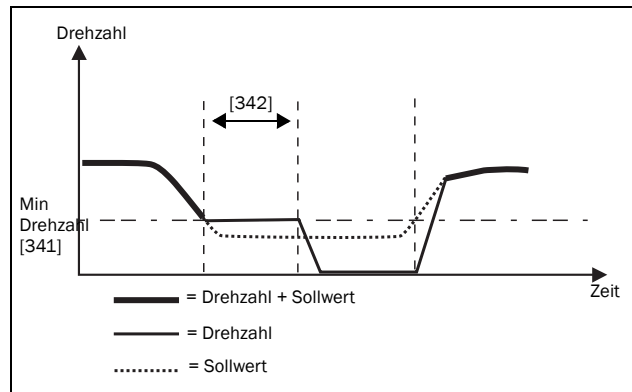 Drehzahl
[342]
Min
Drehzahl
[341]
Zeit
= Drehzahl + Sollwert
= Drehzahl
= Sollwert